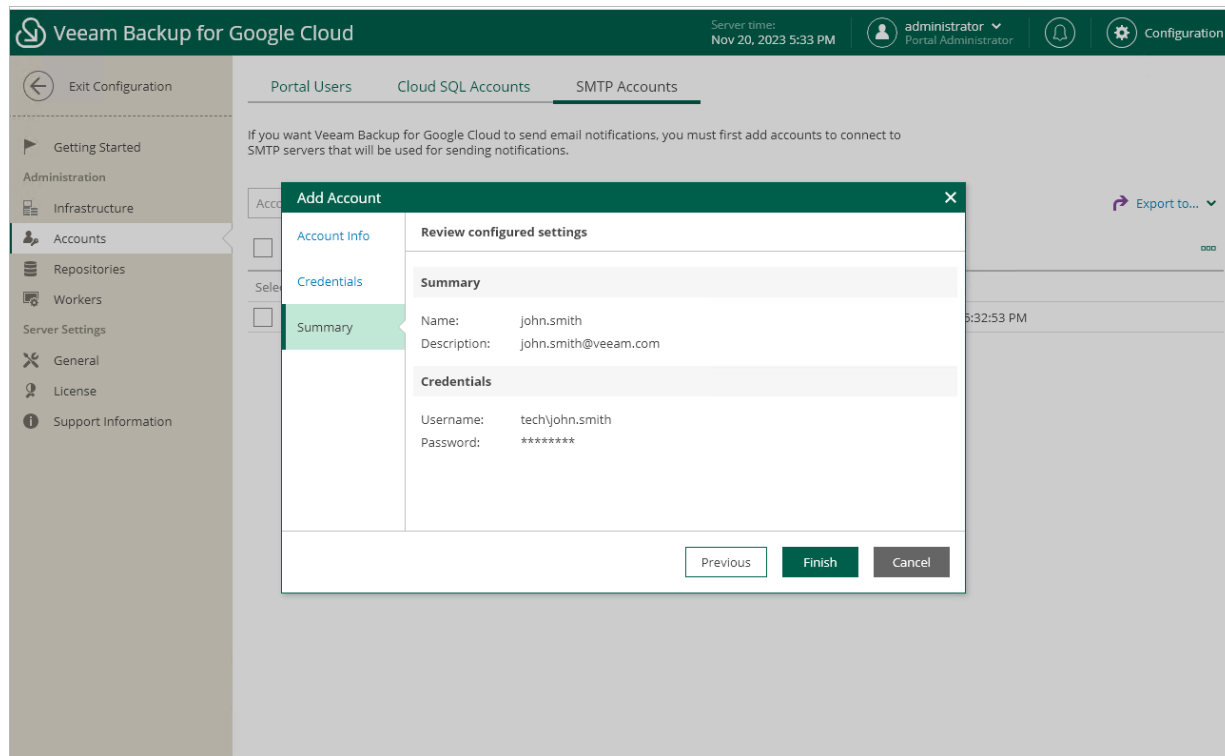 Veeam Backup for Google Cloud
Server time:
Nov 20, 2023 5:33 PM
administrator
Portal Administrator
Configuration
Exit Configuration
Getting Started
Administration
Infrastructure
Accounts
Repositories
Workers
Server Settings
General
License
Support Information
Portal Users Cloud SQL Accounts SMTP Accounts
If you want Veeam Backup for Google Cloud to send email notifications, you must first add accounts to connect to
SMTP servers that will be used for sending notifications.
Export to...
:32:53 PM
Add Account
Account Info
Credentials
Summary
Review configured settings
Summary
Name: john.smith
Description: john.smith@veeam.com
Credentials
Username: tech\john.smith
Password: ********
Previous Finish Cancel